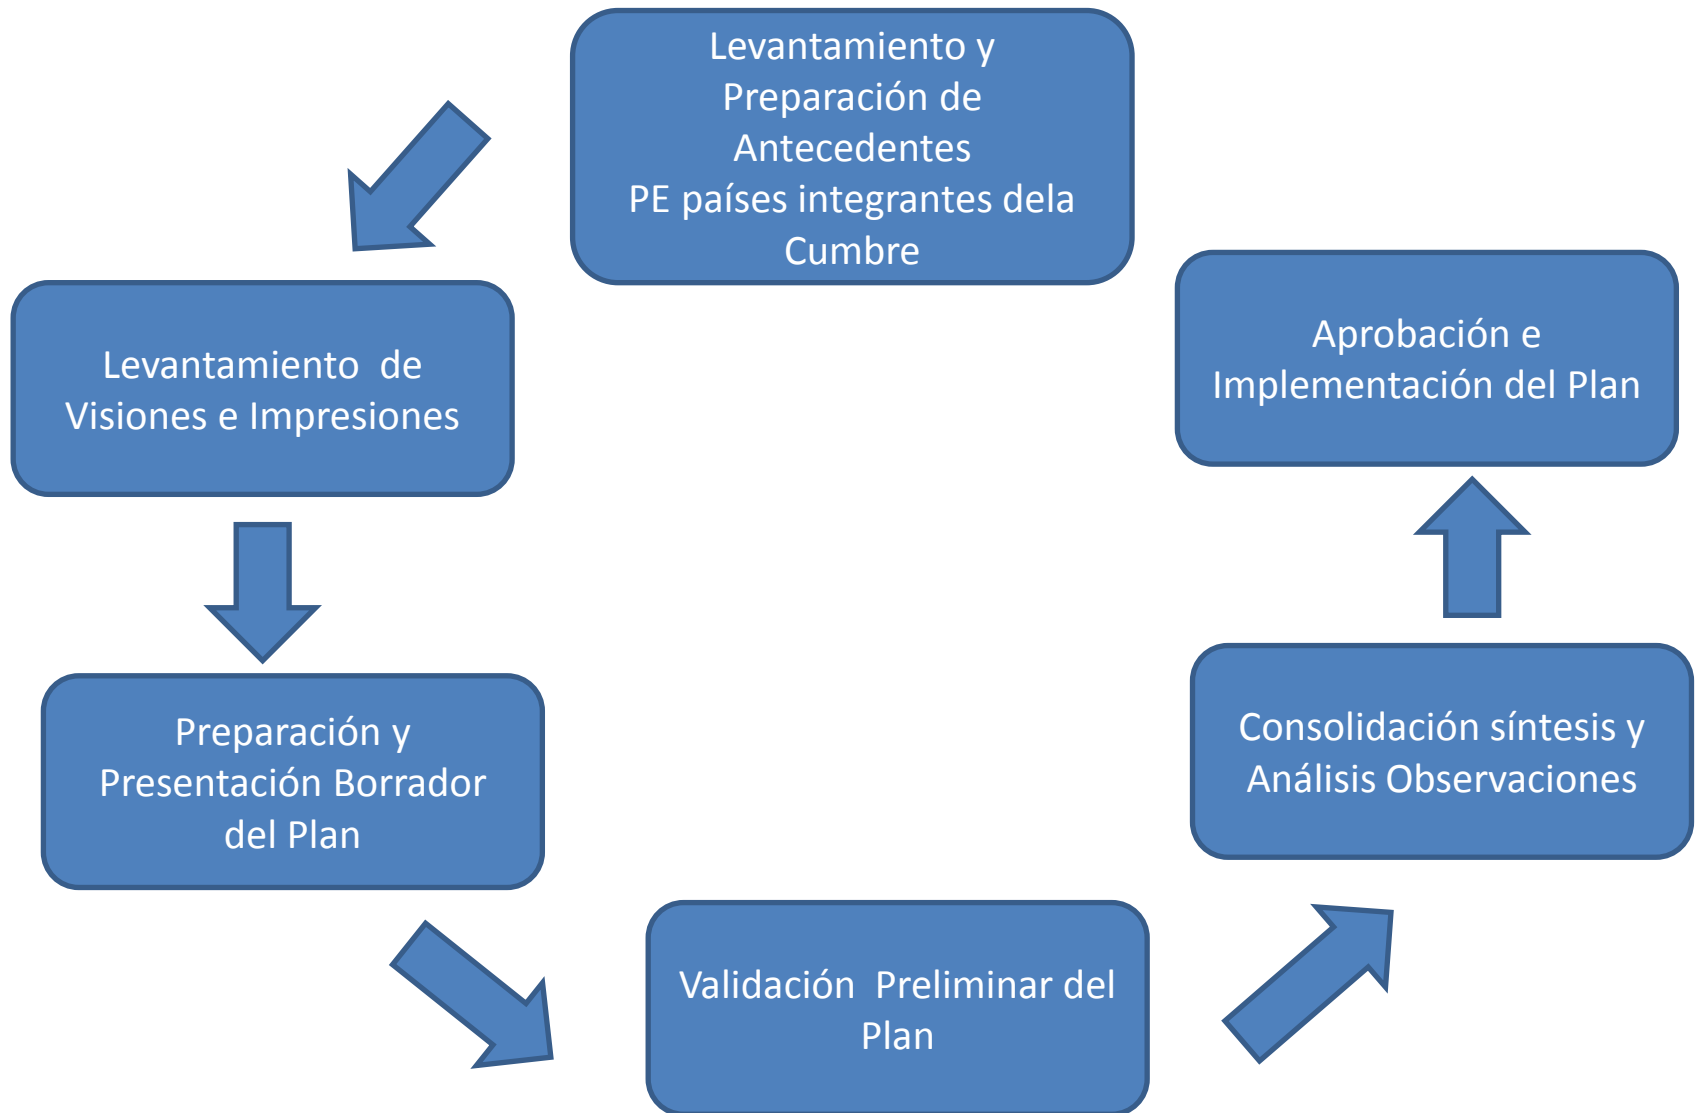 Levantamiento y
Preparación de
Antecedentes
PE países integrantes dela
Cumbre
Levantamiento  de
Visiones e Impresiones
Preparación y
Presentación Borrador
del Plan
Validación  Preliminar del
Plan
Consolidación síntesis y
Análisis Observaciones
Aprobación e
Implementación del Plan